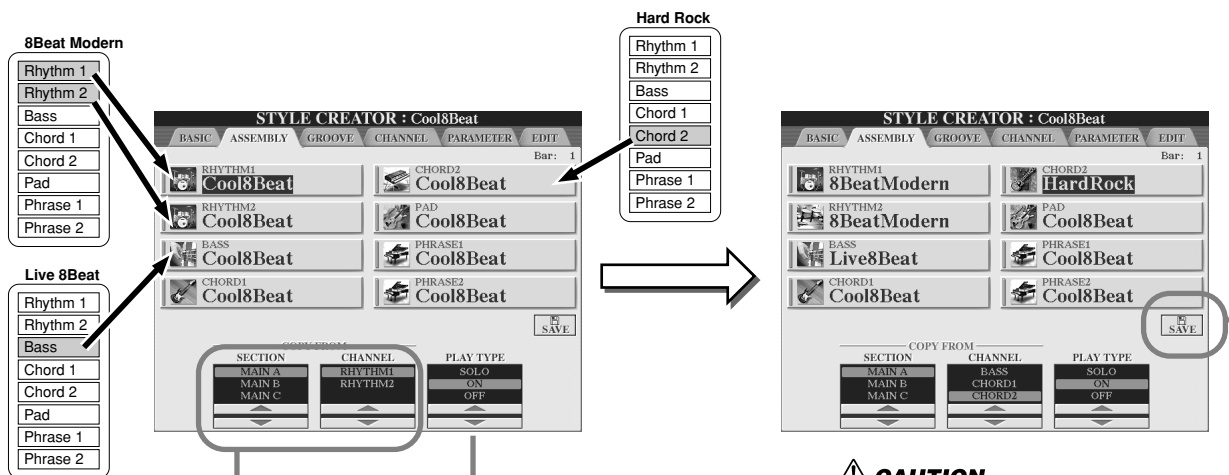 8Beat Modern
Rhythm 1
Rhythm 2
Bass
Chord 1
Chord 2
Pad
Phrase 1
Phrase 2
Live 8Beat
Rhythm 1
Rhythm 2
Bass
Chord 1
Chord 2
Pad
Phrase 1
Phrase 2
STYLE CREATOR : Cool8Beat
BASIC ASSEMBLY GROOVE CHANNEL PARAMETER EDIT
Bar: 1
RHYTHM1
Cool8Beat
CHORD2
Cool8Beat
RHYTHM2
Cool8Beat
PAD
Cool8Beat
BASS
Cool8Beat
PHRASE1
Cool8Beat
CHORD1
Cool8Beat
PHRASE2
Cool8Beat
SAVE
COPY FROM
SECTION CHANNEL PLAY TYPE
MAIN A RHYTHM1 SOLO
MAIN B RHYTHM2 ON
MAIN C OFF
Hard Rock
Rhythm 1
Rhythm 2
Bass
Chord 1
Chord 2
Pad
Phrase 1
Phrase 2
STYLE CREATOR : Cool8Beat
BASIC ASSEMBLY GROOVE CHANNEL PARAMETER EDIT
Bar: 1
RHYTHM1
8BeatModern
CHORD2
HardRock
RHYTHM2
8BeatModern
PAD
Cool8Beat
BASS
Live8Beat
PHRASE1
Cool8Beat
CHORD1
Cool8Beat
PHRASE2
Cool8Beat
SAVE
COPY FROM
SECTION CHANNEL PLAY TYPE
MAIN A BASS SOLO
MAIN B CHORD1 ON
MAIN C CHORD2 OFF
CAUTION